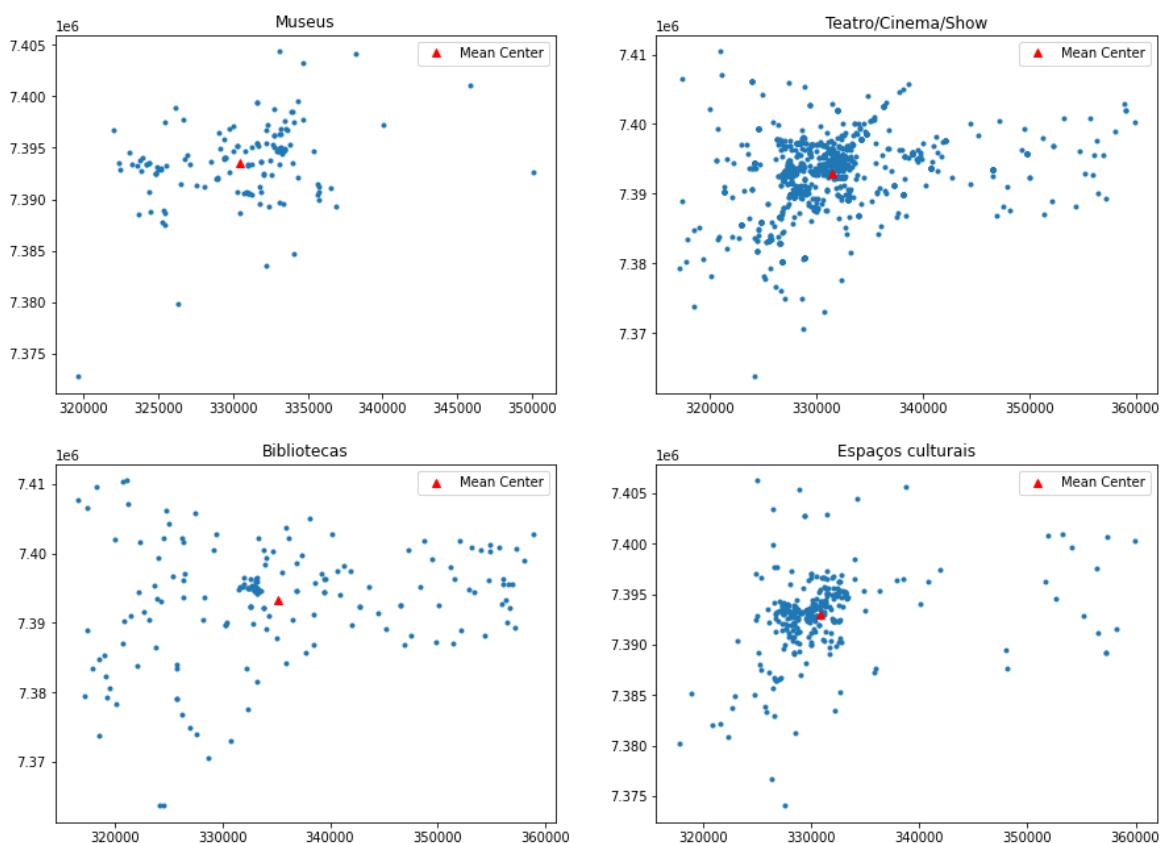 Museus
1e6
Mean Center
7.405
7.400
7.395
7.390
7.385
7.380
7.375
320000 325000 330000 335000 340000 345000 350000
Teatro/Cinema/Show
1e6
Mean Center
7.41
7.40
7.39
7.38
7.37
320000 330000 340000 350000 360000
Bibliotecas
1e6
Mean Center
7.41
7.40
7.39
7.38
7.37
320000 330000 340000 350000 360000
Espaços culturais
1e6
Mean Center
7.405
7.400
7.395
7.390
7.385
7.380
7.375
320000 330000 340000 350000 360000